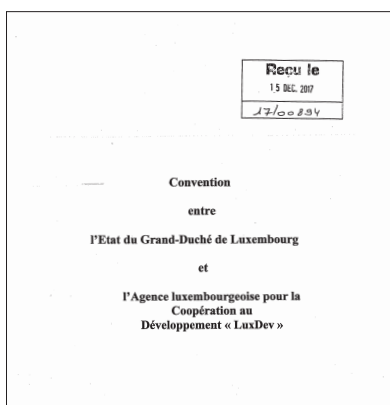 Reçu le
15 DEC. 2017
17/00894
Convention
entre
l'Etat du Grand-Duché de Luxembourg
et
l'Agence luxembourgeoise pour la
Coopération au
Développement « LuxDev »